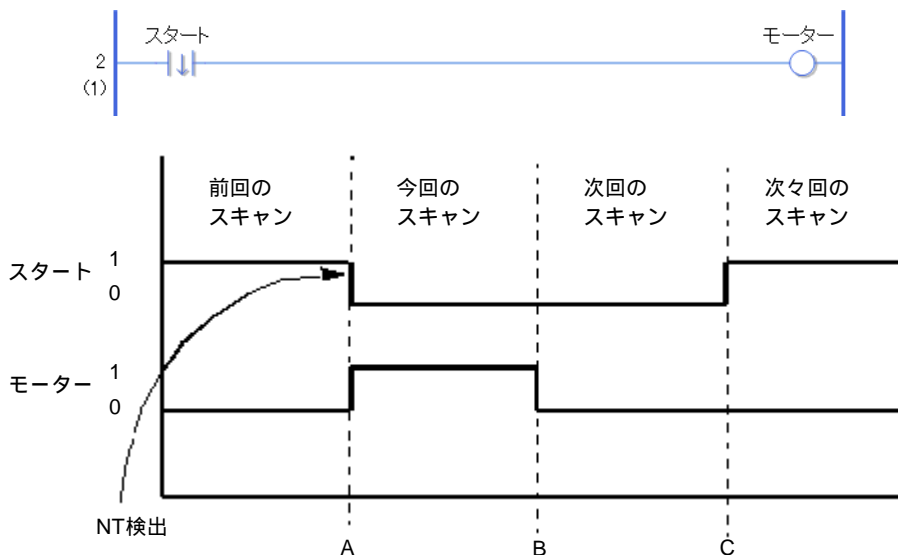 スタート
モーター
2
(1)
前回の
スキャン
今回の
スキャン
次回の
スキャン
次々回の
スキャン
スタート 1
0
モーター 1
0
NT検出
A
B
C